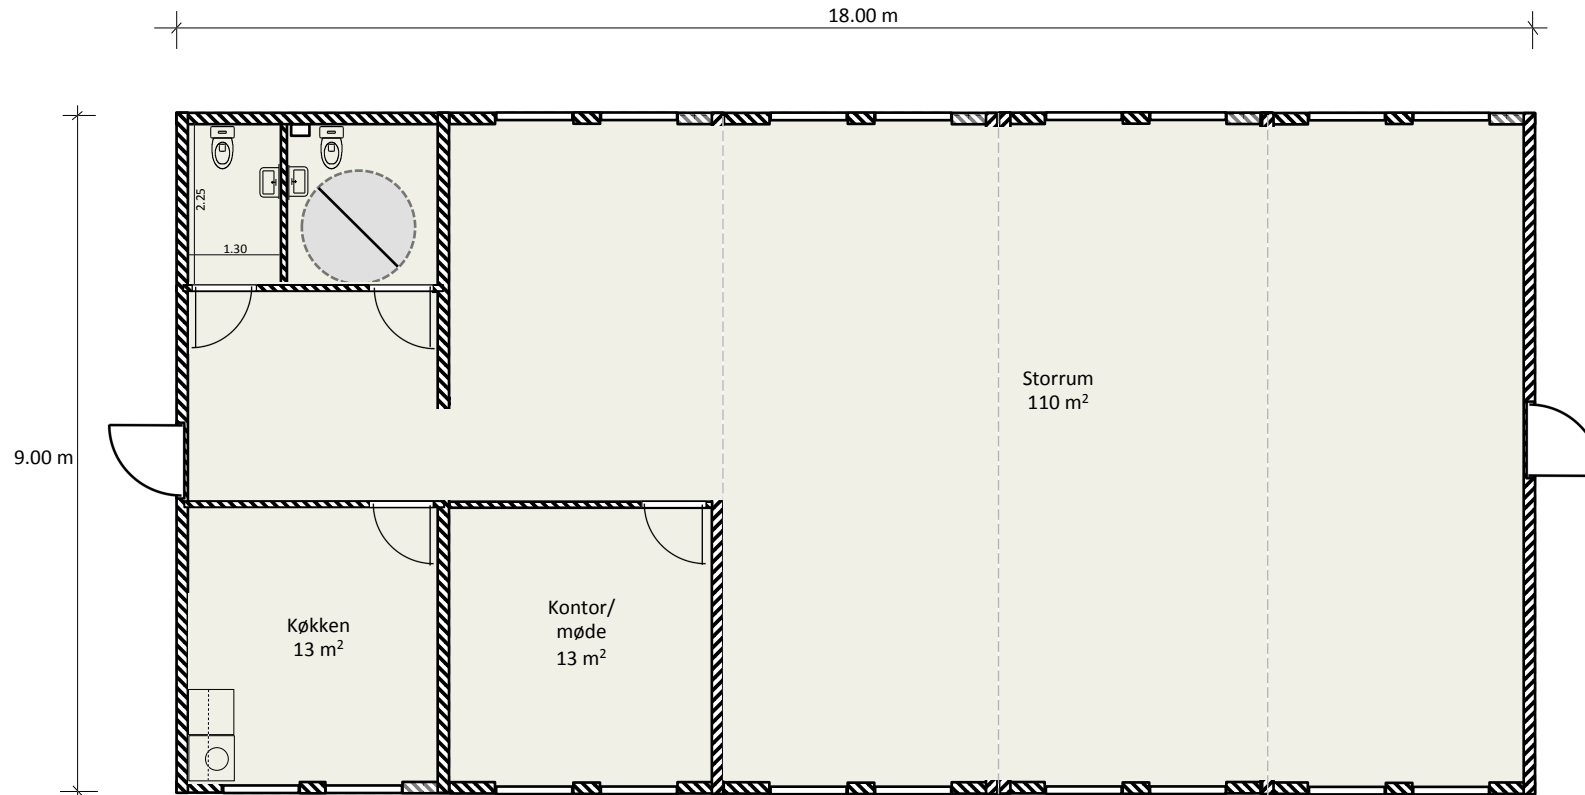 18.00 m
2.25
1.30
Storrum
110 m²
9.00 m
Kontor/
møde
13 m²
Køkken
13 m²